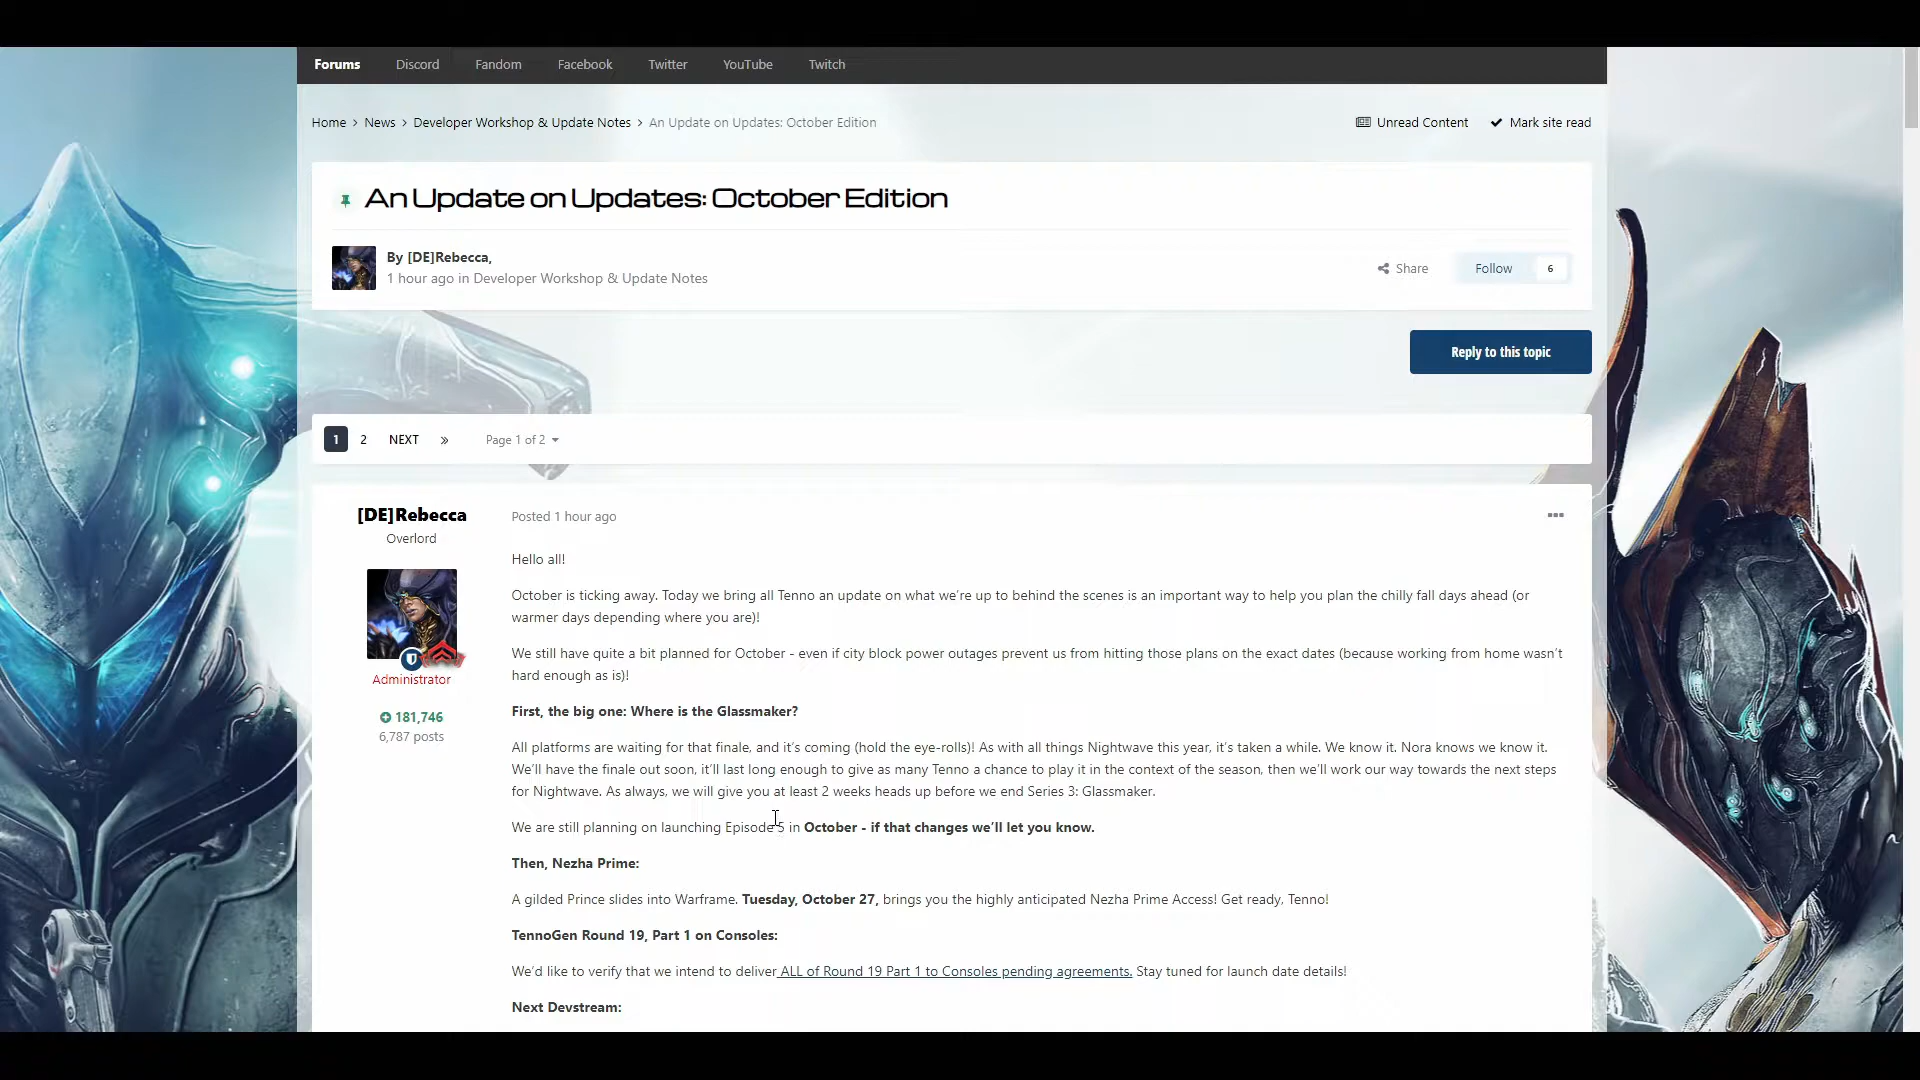 Forums Discord Fandom Facebook Twitter YouTube Twitch
Home > News > Developer Workshop & Update Notes > An Update on Updates: October Edition Unread Content Mark site read
An Update on Updates: October Edition
By [DE]Rebecca,
1 hour ago in Developer Workshop & Update Notes
Share Follow 6
Reply to this topic
1 2 NEXT » Page 1 of 2
[DE]Rebecca
Overlord
Administrator
181,746
6,787 posts
Posted 1 hour ago
Hello all!
October is ticking away. Today we bring all Tenno an update on what we're up to behind the scenes is an important way to help you plan the chilly fall days ahead (or
warmer days depending where you are)!
We still have quite a bit planned for October - even if city block power outages prevent us from hitting those plans on the exact dates (because working from home wasn't
hard enough as is)!
First, the big one: Where is the Glassmaker?
All platforms are waiting for that finale, and it's coming (hold the eye-rolls)! As with all things Nightwave this year, it's taken a while. We know it. Nora knows we know it.
We'll have the finale out soon, it'll last long enough to give as many Tenno a chance to play it in the context of the season, then we'll work our way towards the next steps
for Nightwave. As always, we will give you at least 2 weeks heads up before we end Series 3: Glassmaker.
We are still planning on launching Episode 5 in October - if that changes we'll let you know.
Then, Nezha Prime:
A gilded Prince slides into Warframe. Tuesday, October 27, brings you the highly anticipated Nezha Prime Access! Get ready, Tenno!
TennoGen Round 19, Part 1 on Consoles:
We'd like to verify that we intend to deliver ALL of Round 19 Part 1 to Consoles pending agreements. Stay tuned for launch date details!
Next Devstream: